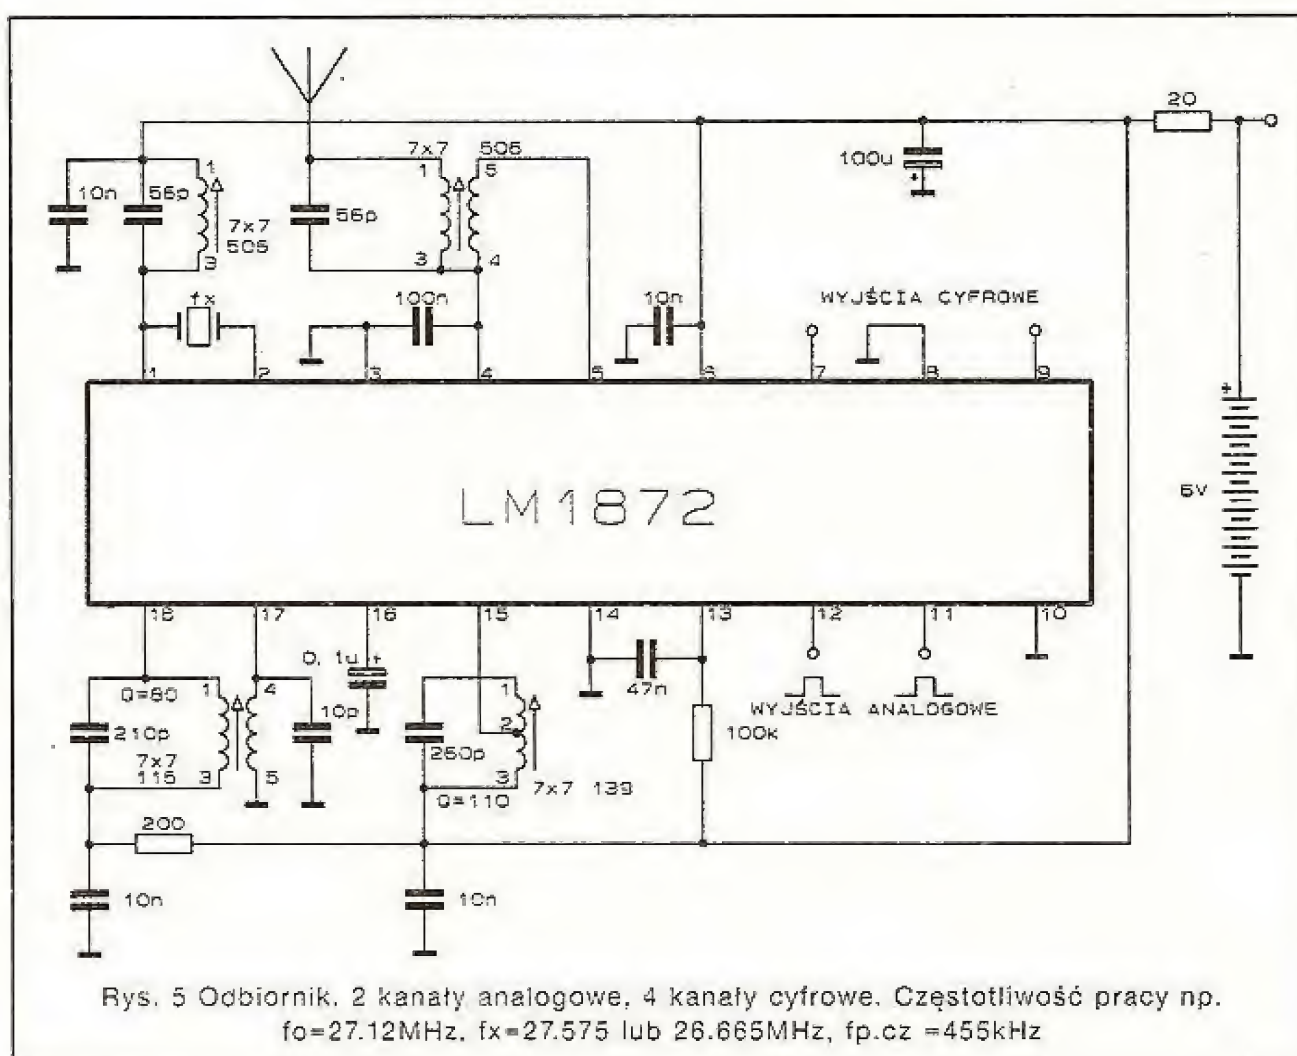 20
7x7 506
100u
+
1
5
10n
56p
1
7x7
506
3
56p
3
4
fx
100n
10n
WYJŚCIA CYFROWE
1 2 3 4 5 6 7 8 9
+
6V
LM1872
18 17 16 15 14 13 12 11 10
0,1u +
47n
Q=80
1
4
10p
210p
7x7
115
3
5
1
2
260p
3
7x7 139
Q=110
WYJŚCIA ANALOGOWE
100k
200
10n
10n
Rys. 5 Odbiornik. 2 kanały analogowe, 4 kanały cyfrowe. Częstotliwość pracy np.
fo=27.12MHz, fx=27.575 lub 26.665MHz, fp.cz =455kHz